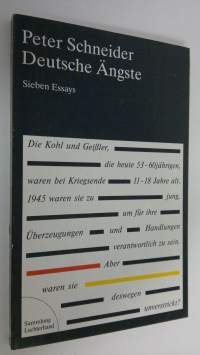 Peter Schneider
Deutsche Ängste
Sieben Essays
Die Kohl und Geißler,
die heute 53-60jährigen,
waren bei Kriegsende 11-18 Jahre alt.
1945 waren sie zu jung,
um für ihre
Überzeugungen und Handlungen
verantwortlich zu sein.
Aber
waren sie deswegen
unverstrickt?
Sammlung
Luchterhand